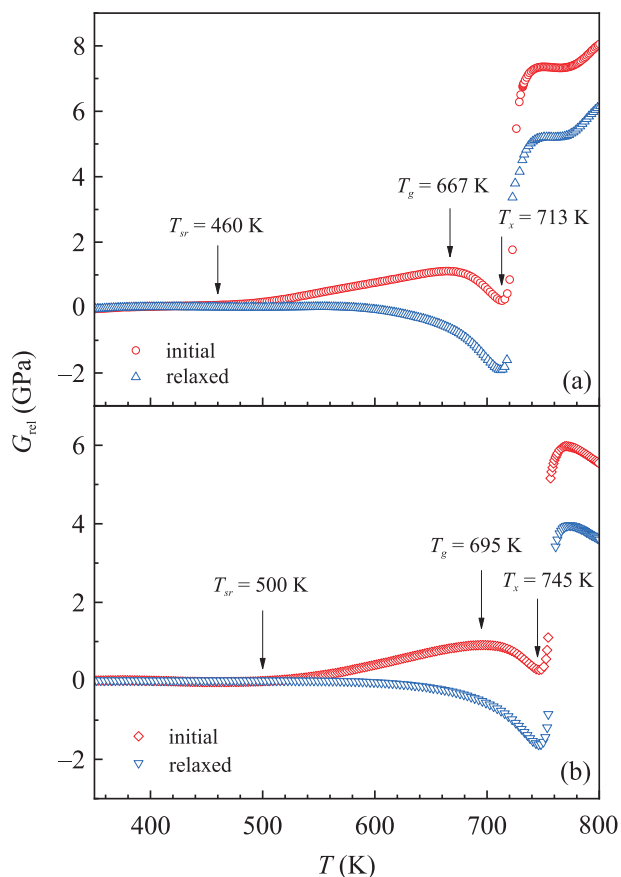 8
6
4
2
0
−2
T_g = 667 K
T_x = 713 K
T_sr = 460 K
initial
relaxed
(a)
G_rel (GPa)
6
4
2
0
−2
T_g = 695 K
T_x = 745 K
T_sr = 500 K
initial
relaxed
(b)
400 500 600 700 800
T (K)